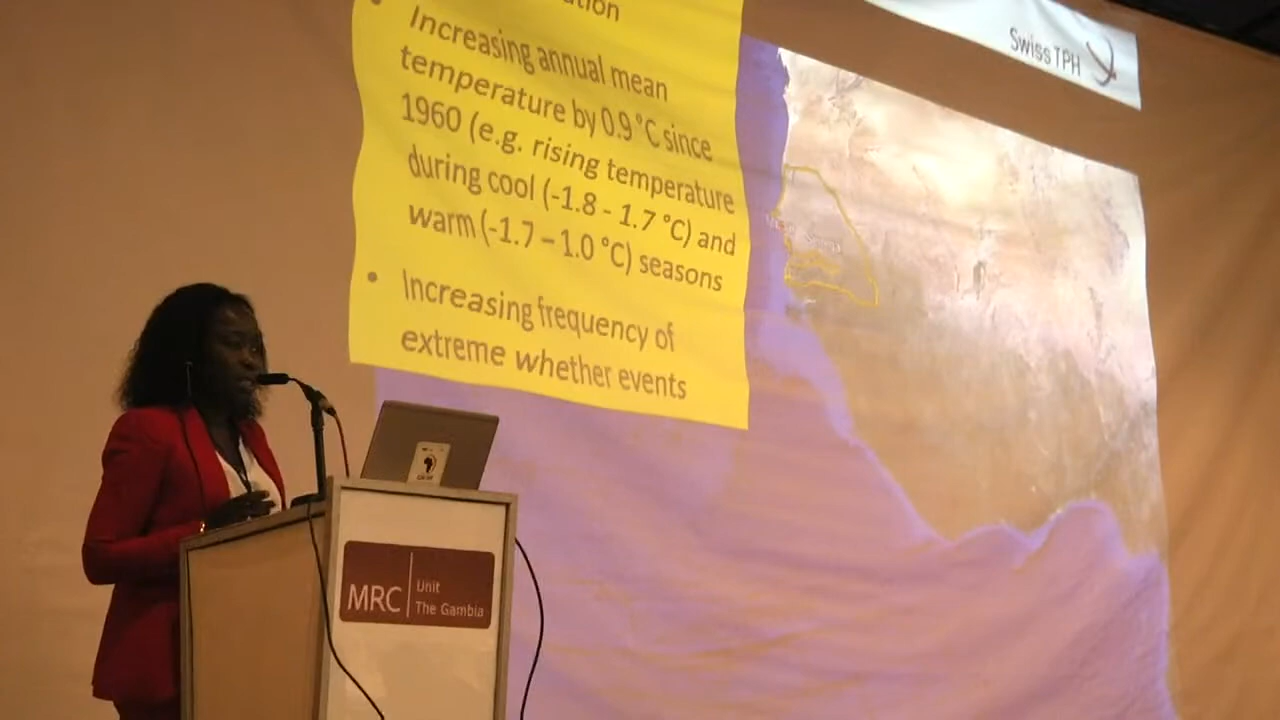 Increasing annual mean
temperature by 0.9 °C since
1960 (e.g. rising temperature
during cool (-1.8 - 1.7 °C) and
warm (-1.7 – 1.0 °C) seasons
Increasing frequency of
extreme whether events
Swiss TPH
MRC
Unit
The Gambia